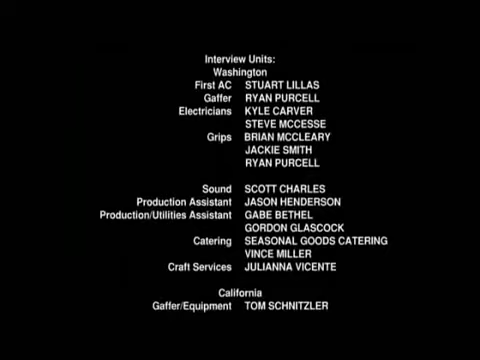 Interview Units:
Washington
First AC STUART LILLAS
Gaffer RYAN PURCELL
Electricians KYLE CARVER
STEVE MCCESSE
Grips BRIAN MCCLEARY
JACKIE SMITH
RYAN PURCELL
Sound SCOTT CHARLES
Production Assistant JASON HENDERSON
Production/Utilities Assistant GABE BETHEL
GORDON GLASCOCK
Catering SEASONAL GOODS CATERING
VINCE MILLER
Craft Services JULIANNA VICENTE
California
Gaffer/Equipment TOM SCHNITZLER